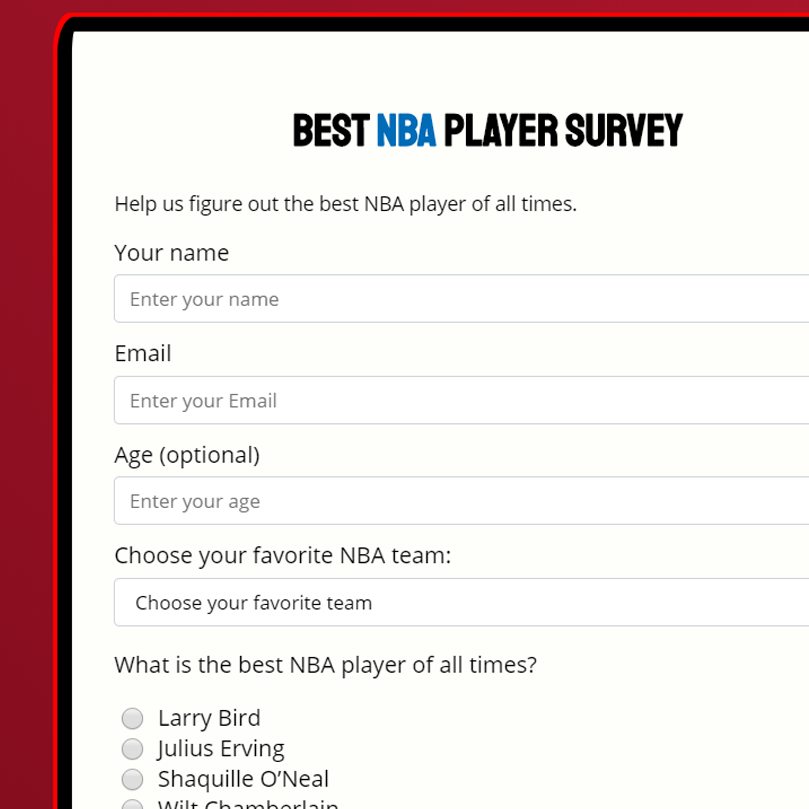 BEST NBA PLAYER SURVEY
Help us figure out the best NBA player of all times.
Your name
Enter your name
Email
Enter your Email
Age (optional)
Enter your age
Choose your favorite NBA team:
Choose your favorite team
What is the best NBA player of all times?
Larry Bird
Julius Erving
Shaquille O’Neal
Wilt Chamberlain